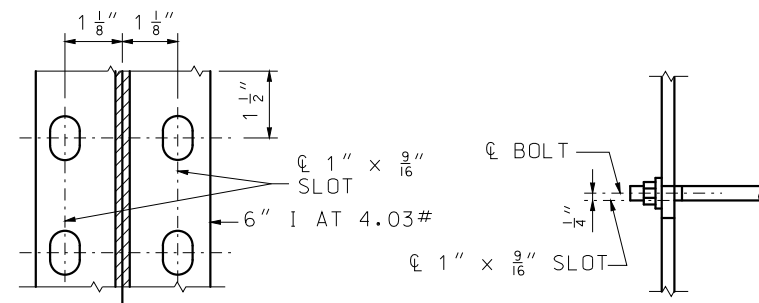 1 1/8" 1 1/8"
1 1/2"
℄ 1" × 9/16"
SLOT
6" I AT 4.03#
℄ BOLT
1/4"
℄ 1" × 9/16" SLOT